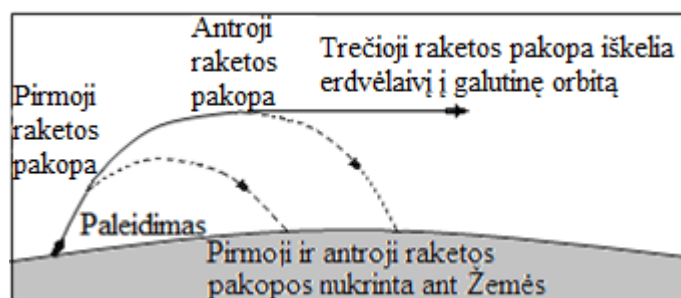 Antroji
raketos
pakopa
Trečioji raketos pakopa iškelia
erdvėlaivį į galutinę orbitą
Pirmoji
raketos
pakopa
Paleidimas
Pirmoji ir antroji raketos
pakopos nukrinta ant Žemės